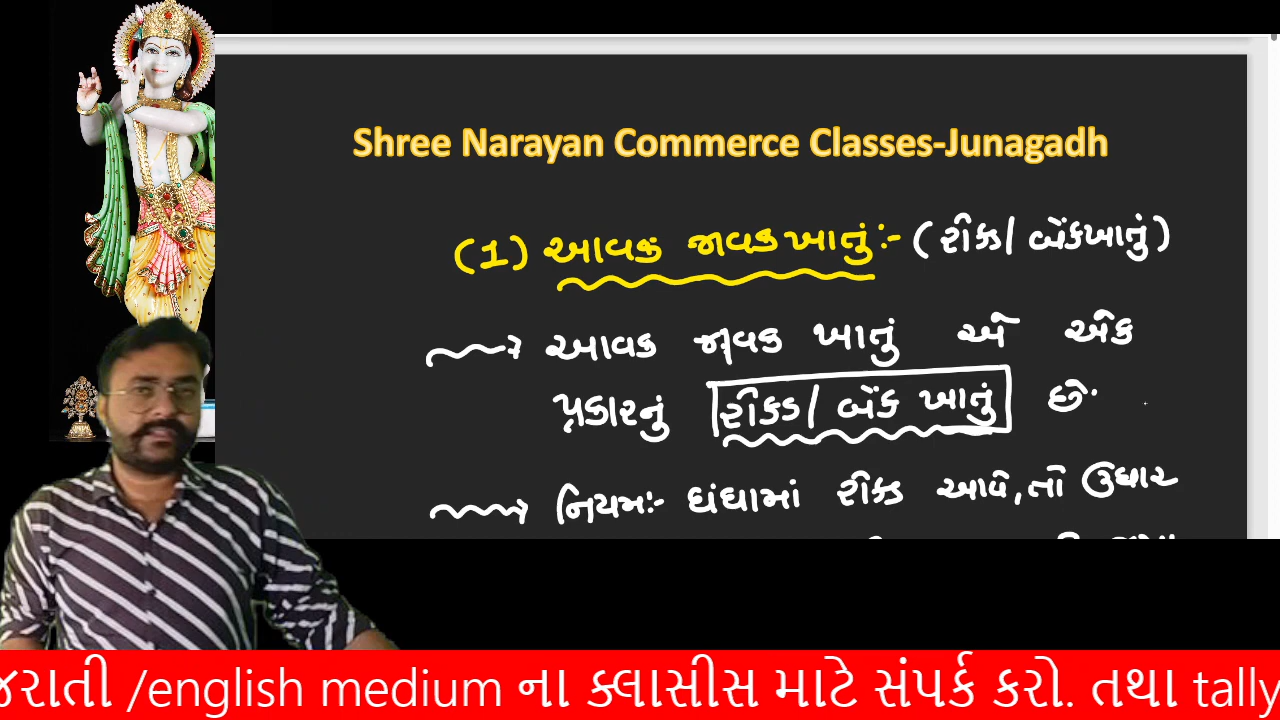 Shree Narayan Commerce Classes-Junagadh
(1) આવક જાવક ખાતું :- (રોકડ/ બેંકખાતું)
આવક જાવક ખાતું એ એક
પ્રકારનું રોકડ/ બેંક ખાતું છે.
નિયમ:- ધંધામાં રોકડ આવે, તો ઉધાર
જરાતી /english medium ના ક્લાસીસ માટે સંપર્ક કરો. તથા tally